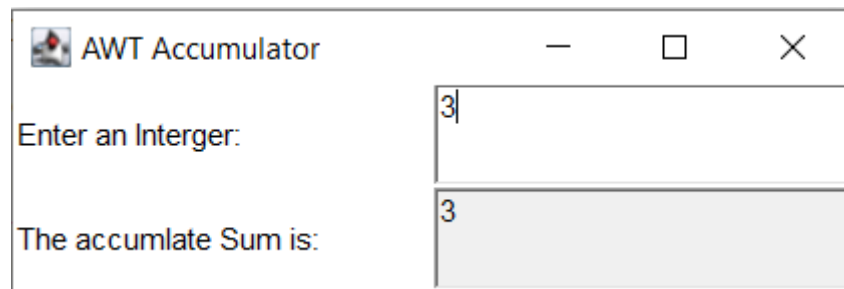 AWT Accumulator
Enter an Interger: 3
The accumlate Sum is: 3